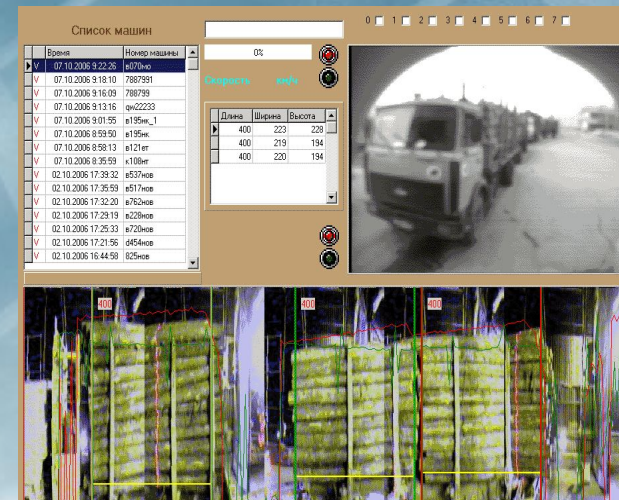 Список машин
0 1 2 3 4 5 6 7
0%
Скорость км/ч
Время Номер машины
V 07.10.2006 9:22:26 в070мо
V 07.10.2006 9:18:10 7887991
V 07.10.2006 9:16:09 788799
V 07.10.2006 9:13:16 qw22233
V 07.10.2006 9:01:55 в195нк_1
V 07.10.2006 8:59:50 в195нк
V 07.10.2006 8:58:13 в121ет
V 07.10.2006 8:35:59 к108нт
V 02.10.2006 17:39:32 в537нов
V 02.10.2006 17:35:59 в517нов
V 02.10.2006 17:32:20 в762нов
V 02.10.2006 17:29:19 в228нов
V 02.10.2006 17:25:33 в720нов
V 02.10.2006 17:21:56 d454нов
V 02.10.2006 16:44:58 825нов
Длина Ширина Высота
400 223 228
400 219 194
400 220 194
400
400
400